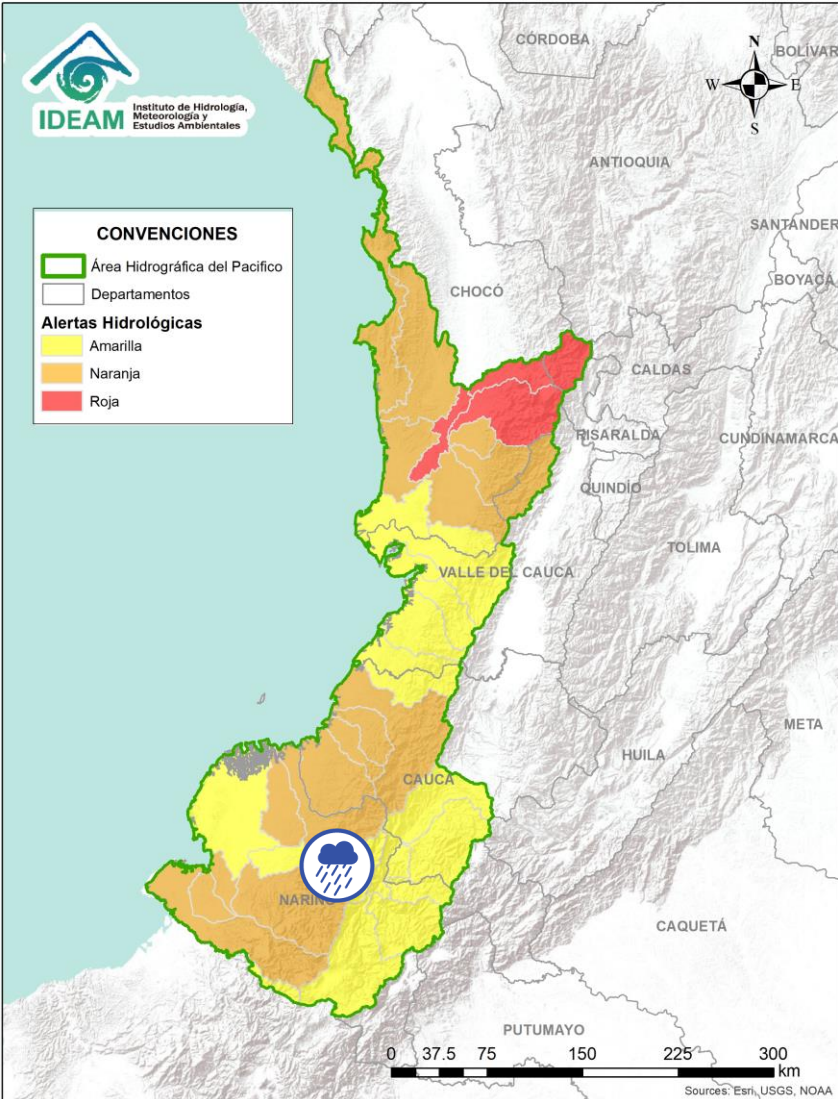 IDEAM
Instituto de Hidrología,
Meteorología y
Estudios Ambientales
CÓRDOBA
BOLÍVAR
N
W
E
S
ANTIOQUIA
SANTANDER
BOYACÁ
CONVENCIONES
Área Hidrográfica del Pacifico
Departamentos
Alertas Hidrológicas
Amarilla
Naranja
Roja
CHOCÓ
CALDAS
RISARALDA
CUNDINAMARCA
QUINDÍO
TOLIMA
VALLE DEL CAUCA
META
HUILA
CAUCA
NARIÑO
CAQUETÁ
PUTUMAYO
0 37.5 75 150 225 300
km
Sources: Esri, USGS, NOAA